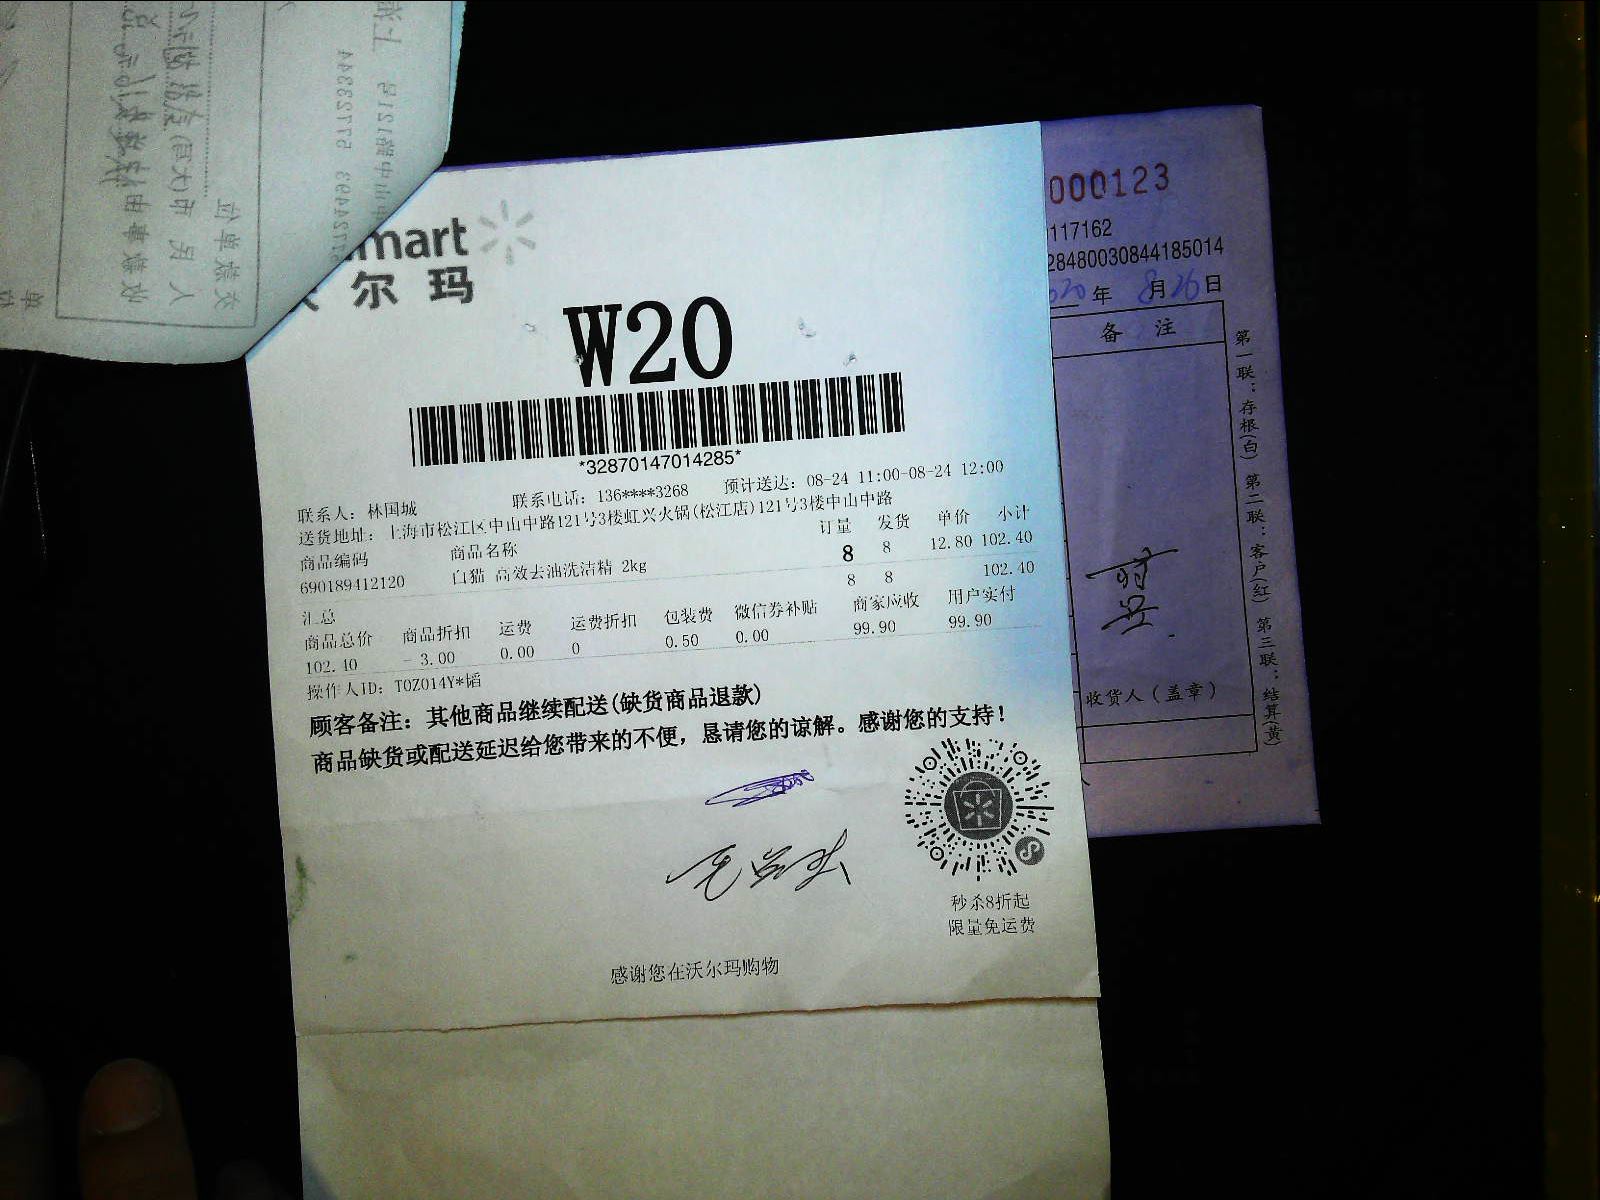 mart
尔 玛
W20
*32870147014285*
联系人: 林国城 联系电话: 136****3268 预计送达: 08-24 11:00-08-24 12:00
送货地址: 上海市松江区中山中路121号3楼虹兴火锅(松江店)121号3楼中山中路
商品编码 商品名称 订量 发货 单价 小计
690189412120 白猫 高效去油洗洁精 2kg 8 8 12.80 102.40
汇总 8 8 102.40
商品总价 商品折扣 运费 运费折扣 包装费 微信券补贴 商家应收 用户实付
102.40 - 3.00 0.00 0 0.50 0.00 99.90 99.90
操作人ID: T0Z014Y*韬
顾客备注: 其他商品继续配送(缺货商品退款)
商品缺货或配送延迟给您带来的不便, 恳请您的谅解。感谢您的支持!
秒杀8折起
限量免运费
感谢您在沃尔玛购物
000123
117162
28480030844185014
020 年 8月26日
备 注
收货人 (盖章)
第一联: 存根(白) 第二联: 客户(红) 第三联: 结算(黄)